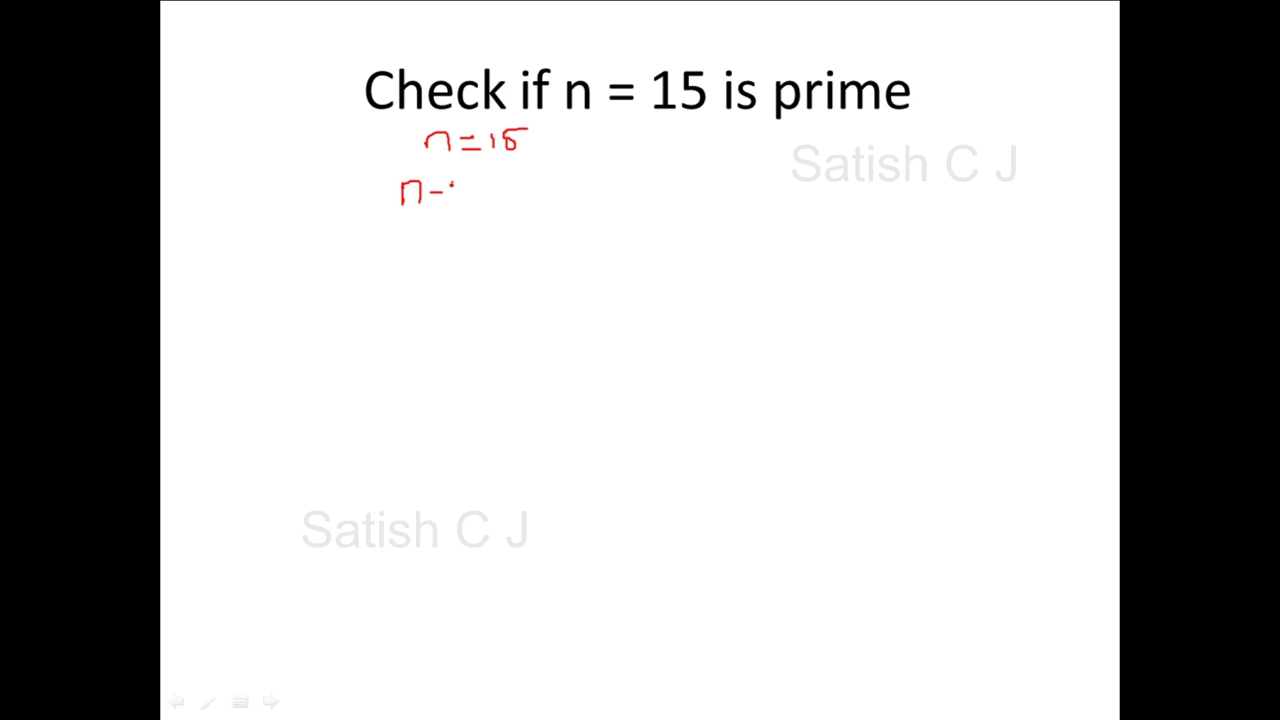 Check if n = 15 is prime
n = 15
Satish C J
n -
Satish C J